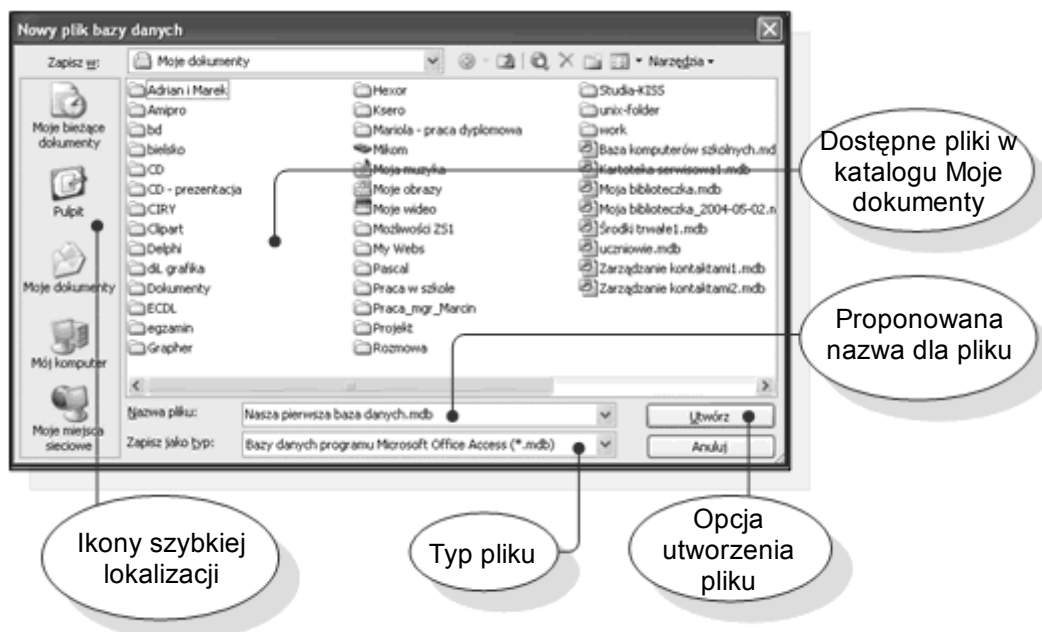 Nowy plik bazy danych
Zapisz w:
Moje dokumenty
Narzędzia
Moje bieżące
dokumenty
Pulpit
Moje dokumenty
Mój komputer
Moje miejsca
sieciowe
Adrian i Marek
Amipro
bd
bielsko
CD
CD - prezentacja
CIRY
Clipart
Delphi
dL grafika
Dokumenty
ECDL
egzamin
Grapher
Hexor
Ksero
Mariola - praca dyplomowa
Mikom
Moja muzyka
Moje obrazy
Moje wideo
Możliwości ZS1
My Webs
Pascal
Praca w szkole
Praca_mgr_Marcin
Projekt
Rozmowa
Studia-KISS
unix-folder
work
Baza komputerów szkolnych.md
Kartoteka serwisowa1.mdb
Moja biblioteczka.mdb
Moja biblioteczka_2004-05-02.n
Środki trwałe1.mdb
uczniowie.mdb
Zarządzanie kontaktami1.mdb
Zarządzanie kontaktami2.mdb
Nazwa pliku:
Nasza pierwsza baza danych.mdb
Utwórz
Zapisz jako typ:
Bazy danych programu Microsoft Office Access (*.mdb)
Anuluj
Dostępne pliki w
katalogu Moje
dokumenty
Proponowana
nazwa dla pliku
Ikony szybkiej
lokalizacji
Typ pliku
Opcja
utworzenia
pliku